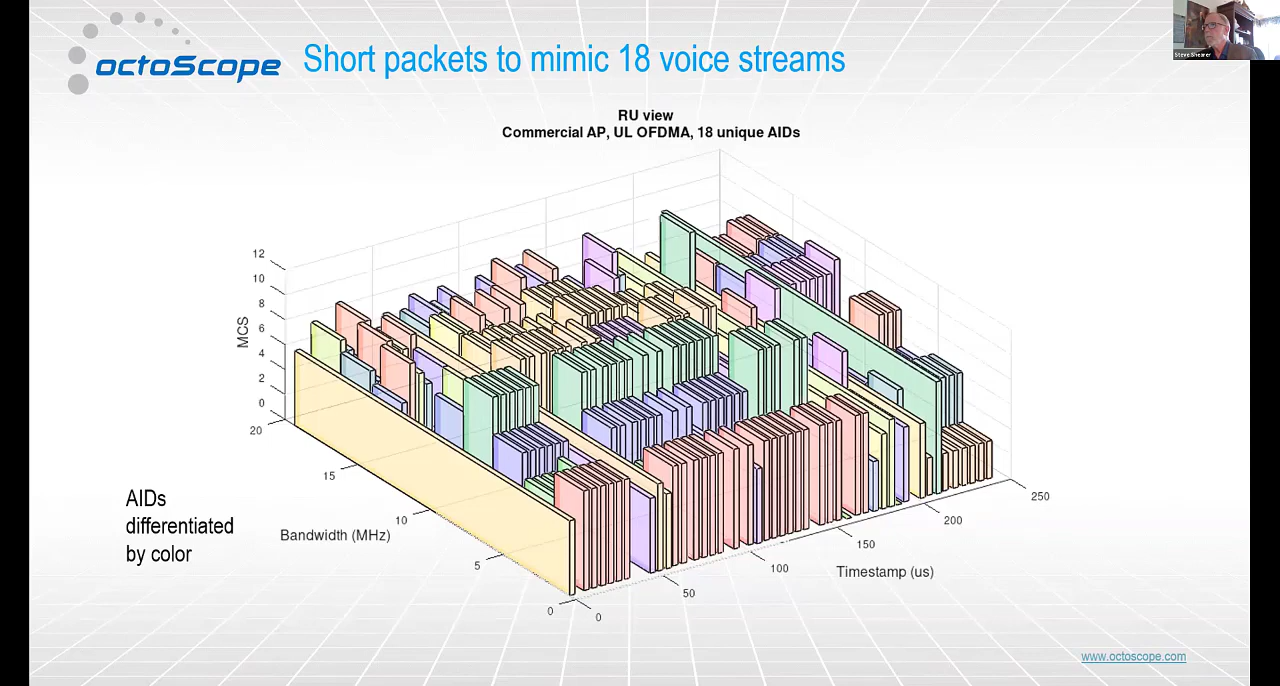 octoScope
Short packets to mimic 18 voice streams
Steve Shearer
RU view
Commercial AP, UL OFDMA, 18 unique AIDs
12
10
8
6
4
2
0
MCS
20
15
10
5
0
Bandwidth (MHz)
0
50
100
150
200
250
Timestamp (us)
AIDs
differentiated
by color
www.octoscope.com